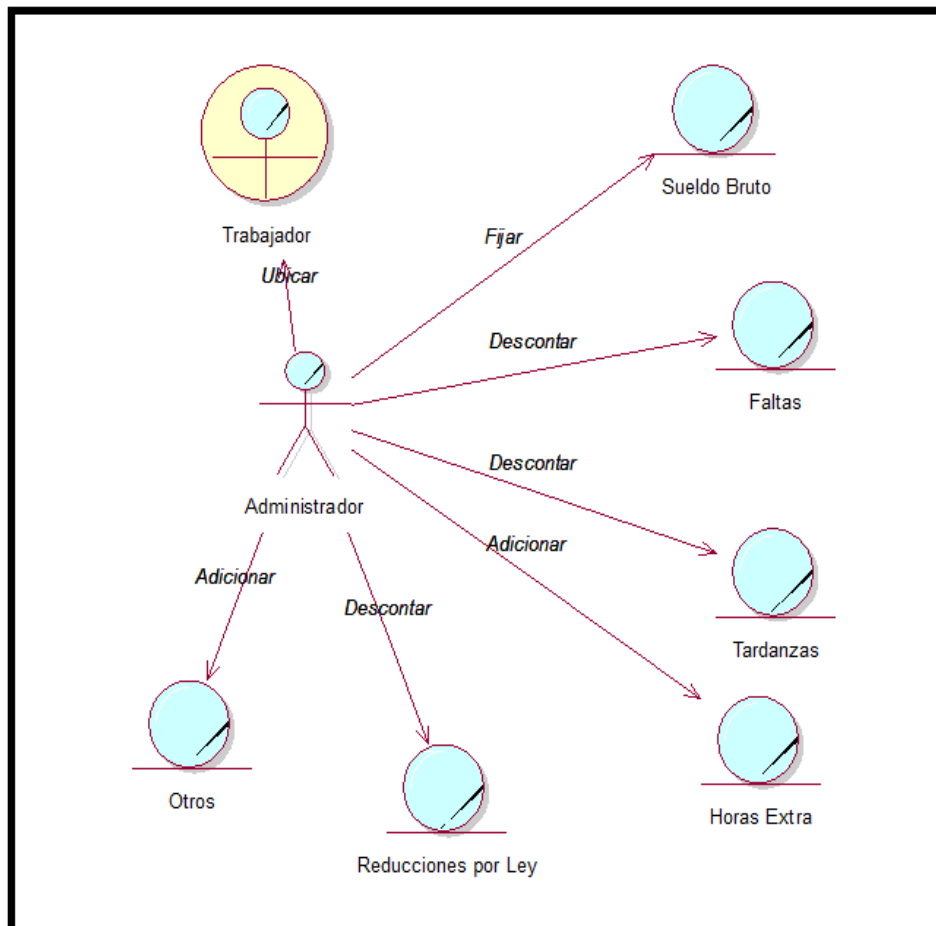 Sueldo Bruto
Trabajador
Fijar
Ubicar
Descontar
Faltas
Descontar
Administrador
Adicionar
Adicionar
Descontar
Tardanzas
Otros
Horas Extra
Reducciones por Ley